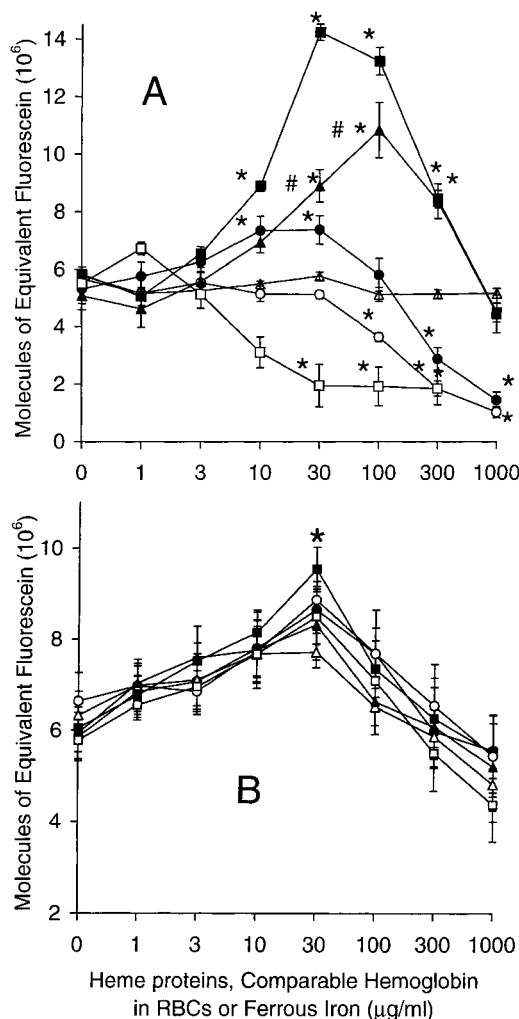 14
12
10
8
6
4
2
0
Molecules of Equivalent Fluorescein (10⁶)
A
* * * * * # * # * * * * * * * * * *
0 1 3 10 30 100 300 1000
10
8
6
4
2
Molecules of Equivalent Fluorescein (10⁶)
*
B
0 1 3 10 30 100 300 1000
Heme proteins, Comparable Hemoglobin
in RBCs or Ferrous Iron (µg/ml)